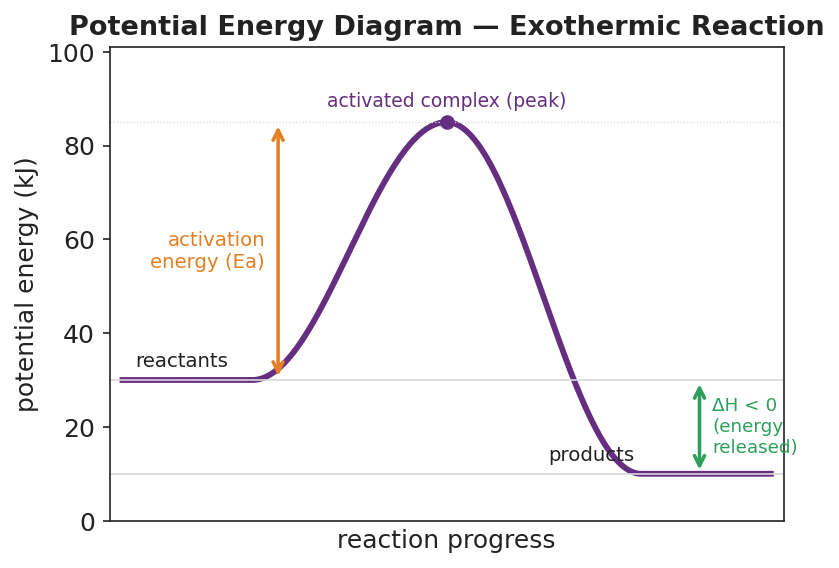 Potential Energy Diagram — Exothermic Reaction
100
80
60
40
20
0
potential energy (kJ)
activated complex (peak)
activation
energy (Ea)
reactants
ΔH < 0
(energy
released)
products
reaction progress